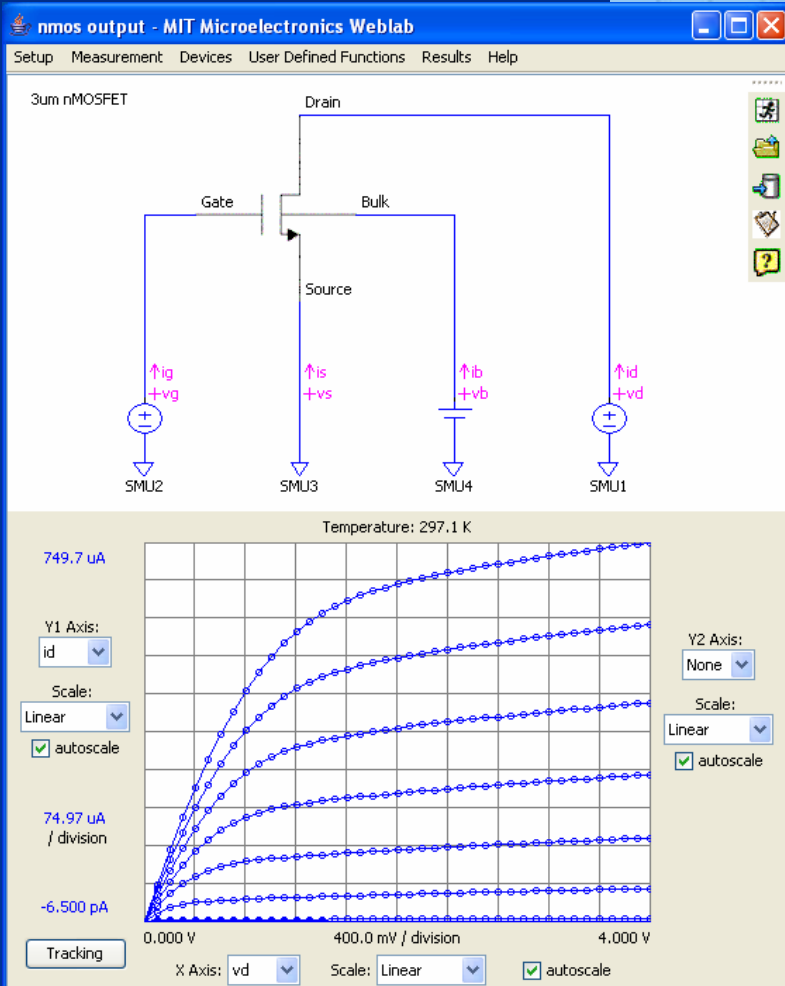 nmos output - MIT Microelectronics Weblab
Setup Measurement Devices User Defined Functions Results Help
3um nMOSFET
Drain
Gate
Bulk
Source
ig
+vg
is
+vs
ib
+vb
id
+vd
SMU2
SMU3
SMU4
SMU1
Temperature: 297.1 K
749.7 uA
Y1 Axis:
id
Scale:
Linear
autoscale
74.97 uA
/ division
-6.500 pA
Tracking
Y2 Axis:
None
Scale:
Linear
autoscale
0.000 V
400.0 mV / division
4.000 V
X Axis: vd
Scale: Linear
autoscale